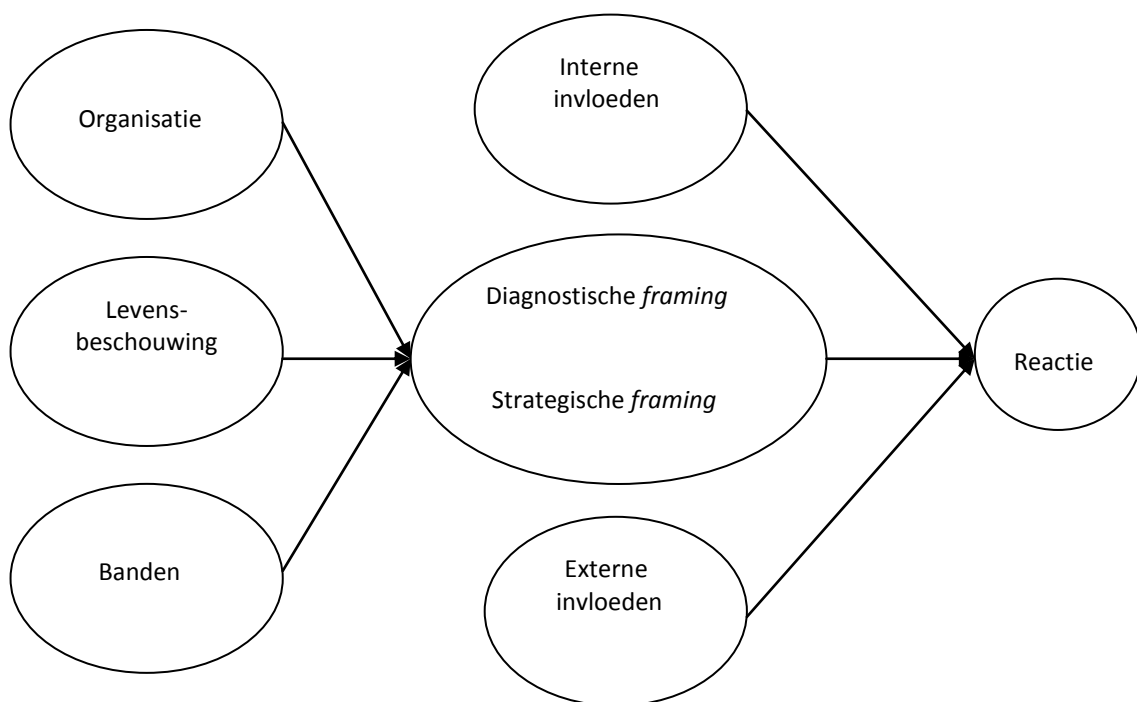 Organisatie
Levens-
beschouwing
Banden
Interne
invloeden
Diagnostische framing
Strategische framing
Externe
invloeden
Reactie